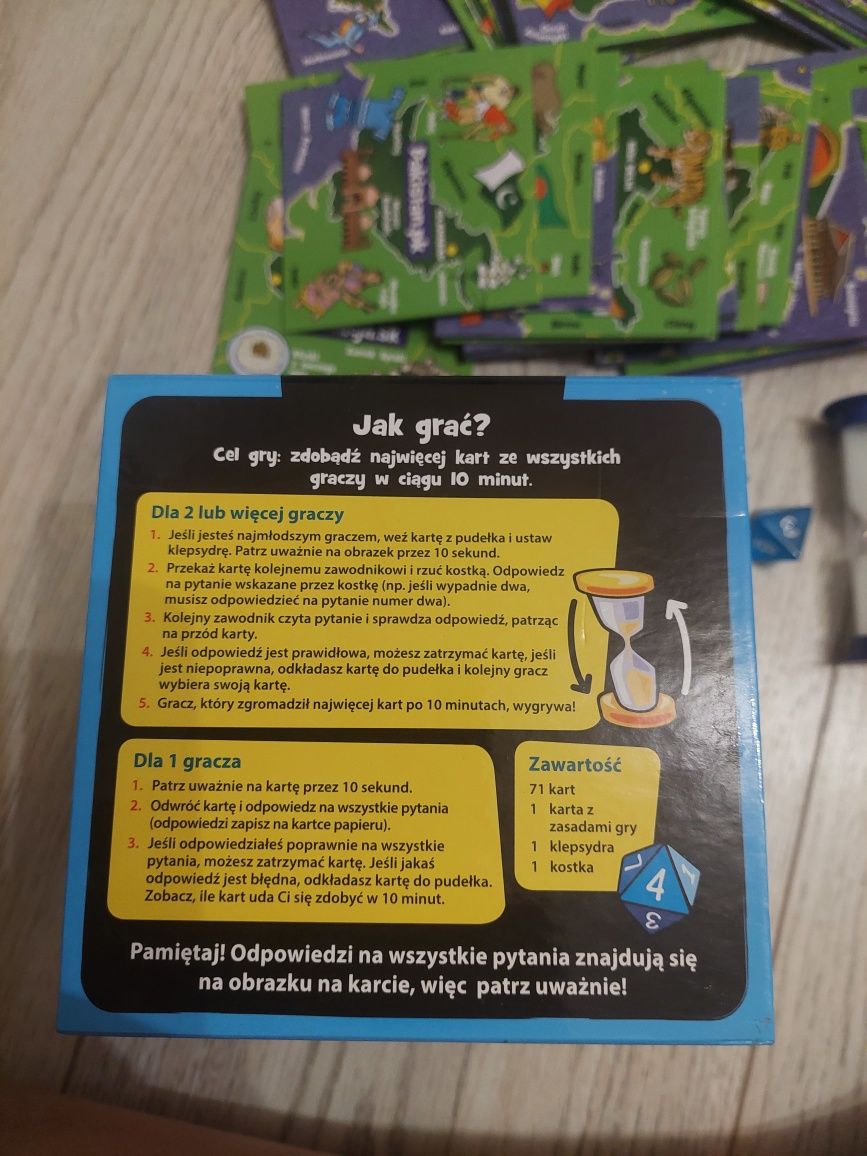 Pakistan.pk
Jak grać?
Cel gry: zdobądź najwięcej kart ze wszystkich
graczy w ciągu 10 minut.
Dla 2 lub więcej graczy
1. Jeśli jesteś najmłodszym graczem, weź kartę z pudełka i ustaw
klepsydrę. Patrz uważnie na obrazek przez 10 sekund.
2. Przekaż kartę kolejnemu zawodnikowi i rzuć kostką. Odpowiedz
na pytanie wskazane przez kostkę (np. jeśli wypadnie dwa,
musisz odpowiedzieć na pytanie numer dwa).
3. Kolejny zawodnik czyta pytanie i sprawdza odpowiedź, patrząc
na przód karty.
4. Jeśli odpowiedź jest prawidłowa, możesz zatrzymać kartę, jeśli
jest niepoprawna, odkładasz kartę do pudełka i kolejny gracz
wybiera swoją kartę.
5. Gracz, który zgromadził najwięcej kart po 10 minutach, wygrywa!
Dla 1 gracza
1. Patrz uważnie na kartę przez 10 sekund.
2. Odwróć kartę i odpowiedz na wszystkie pytania
(odpowiedzi zapisz na kartce papieru).
3. Jeśli odpowiedziałeś poprawnie na wszystkie
pytania, możesz zatrzymać kartę. Jeśli jakaś
odpowiedź jest błędna, odkładasz kartę do pudełka.
Zobacz, ile kart uda Ci się zdobyć w 10 minut.
Zawartość
71 kart
1 karta z
zasadami gry
1 klepsydra
1 kostka
7 4 1
3
Pamiętaj! Odpowiedzi na wszystkie pytania znajdują się
na obrazku na karcie, więc patrz uważnie!